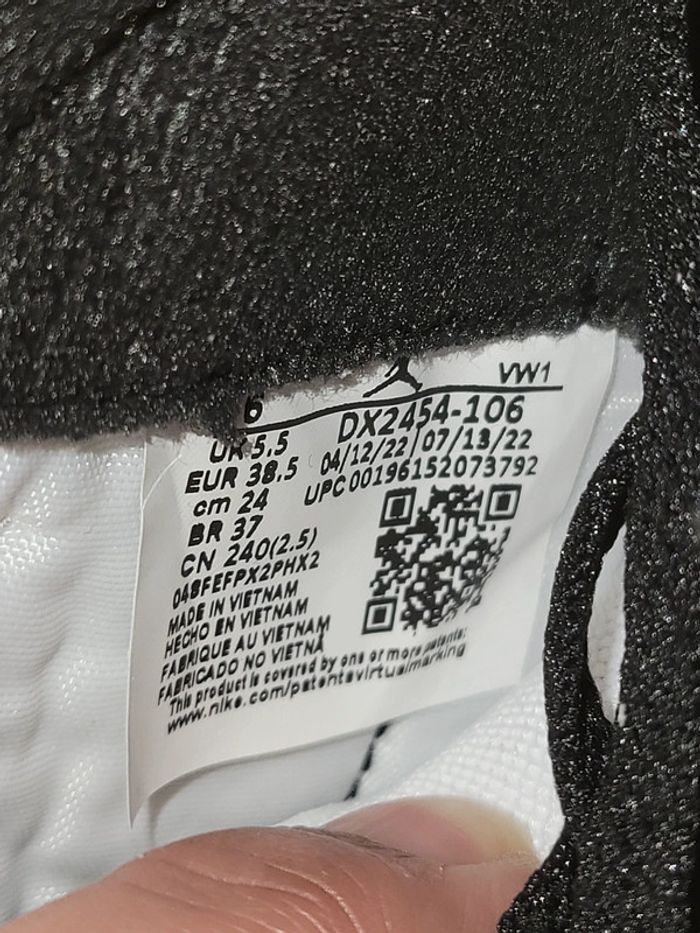 VW1
6
UK 5.5
EUR 38.5
cm 24
BR 37
CN 240(2.5)
DX2454-106
04/12/22 / 07/13/22
UPC 00196152073792
048FEFPX2PHX2
MADE IN VIETNAM
HECHO EN VIETNAM
FABRIQUE AU VIETNAM
FABRICADO NO VIETNÃ
This product is covered by one or more patents:
www.nike.com/patentsvirtualmarking